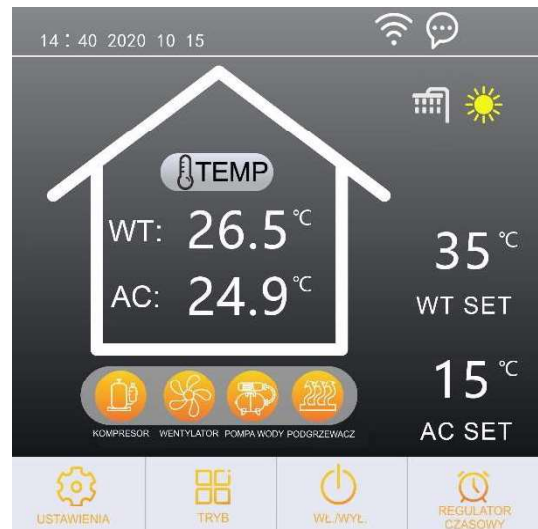 14 : 40 2020 10 15
TEMP
WT: 26.5 °C
AC: 24.9 °C
35 °C
WT SET
15 °C
AC SET
KOMPRESOR WENTYLATOR POMPA WODY PODGRZEWACZ
USTAWIENIA
TRYB
WŁ./WYŁ.
REGULATOR
CZASOWY